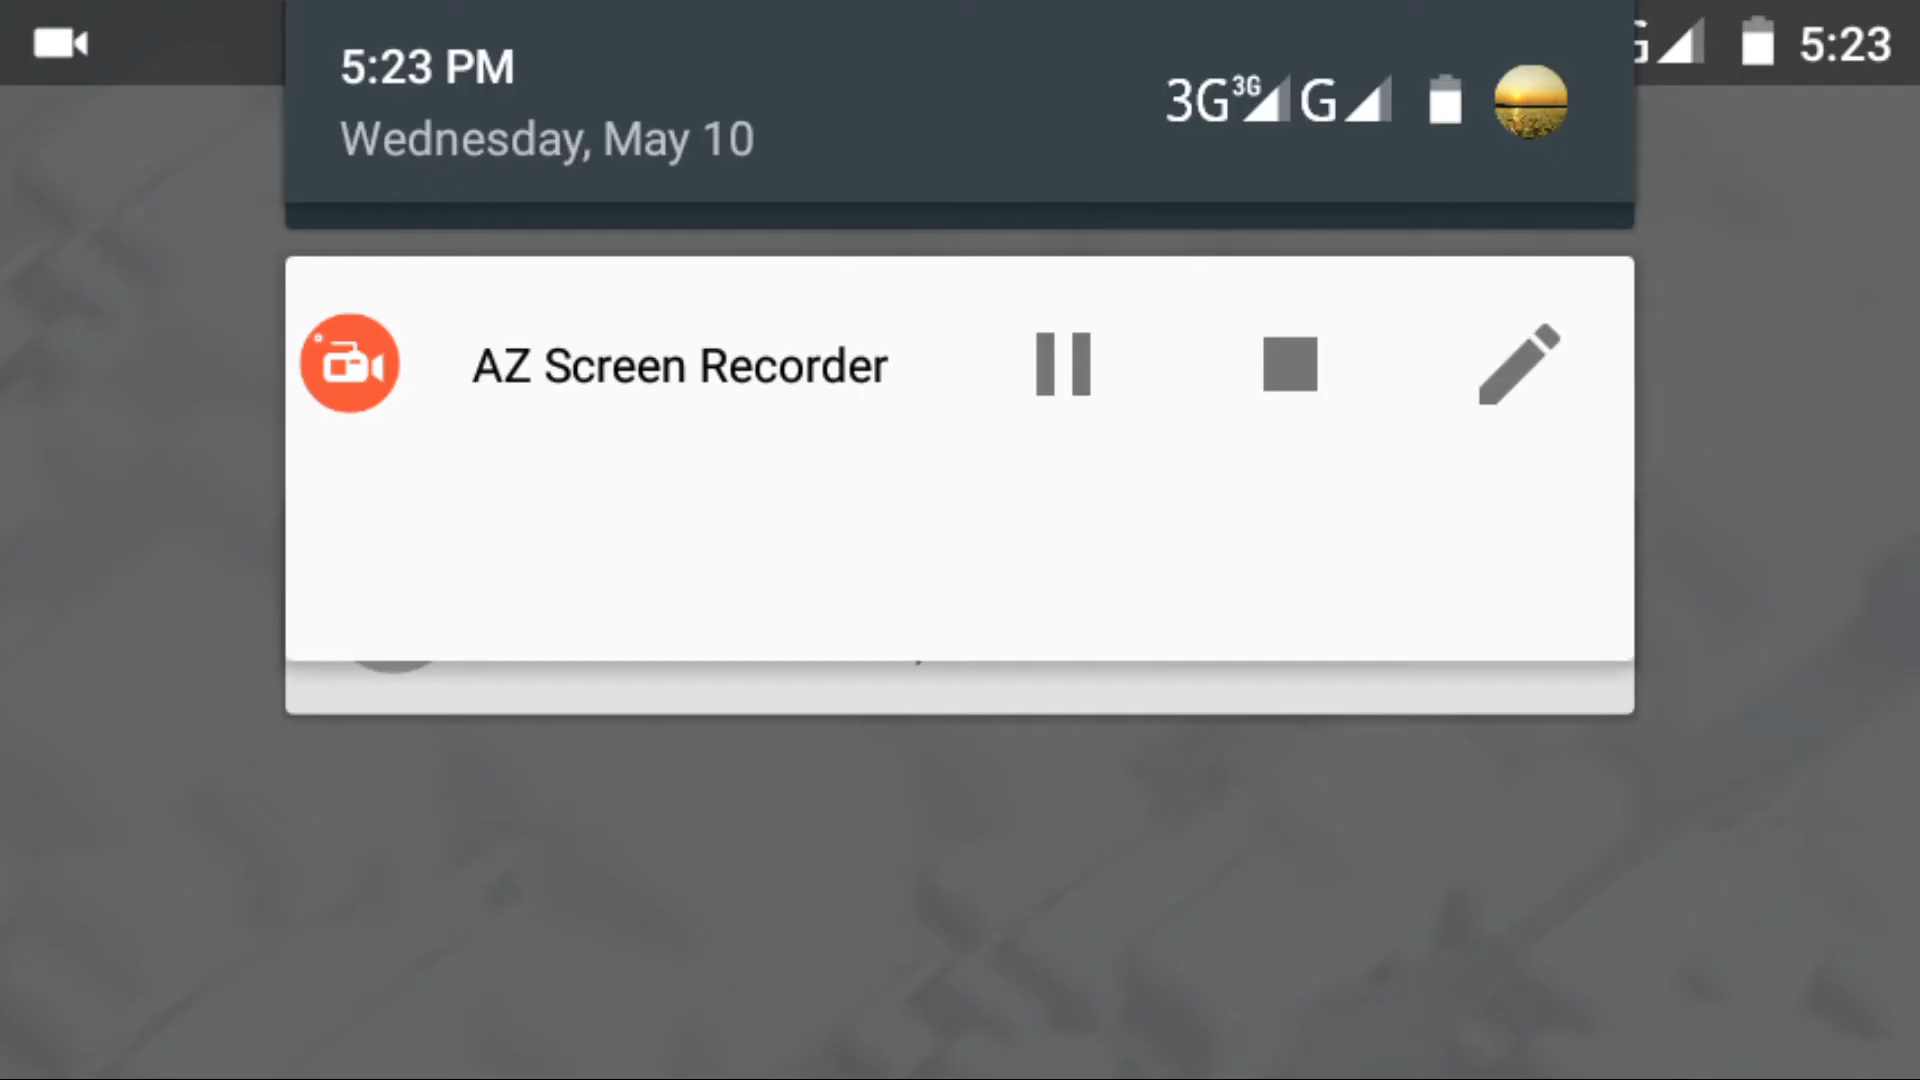 5:23 PM
Wednesday, May 10
3G 3G G
G 5:23
AZ Screen Recorder